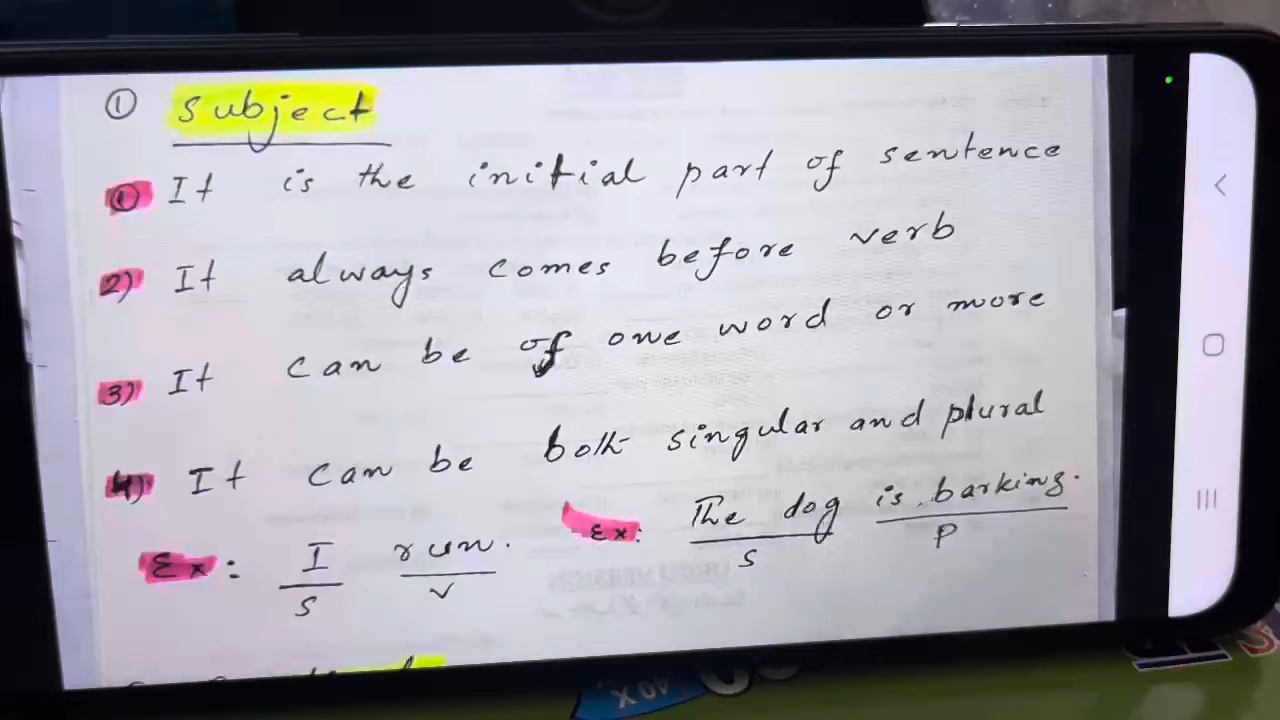 ① Subject
① It is the initial part of sentence
2) It always comes before verb
3) It can be of one word or more
4) It can be both singular and plural
Ex: I run. Ex: The dog is barking.
S V S P
40X